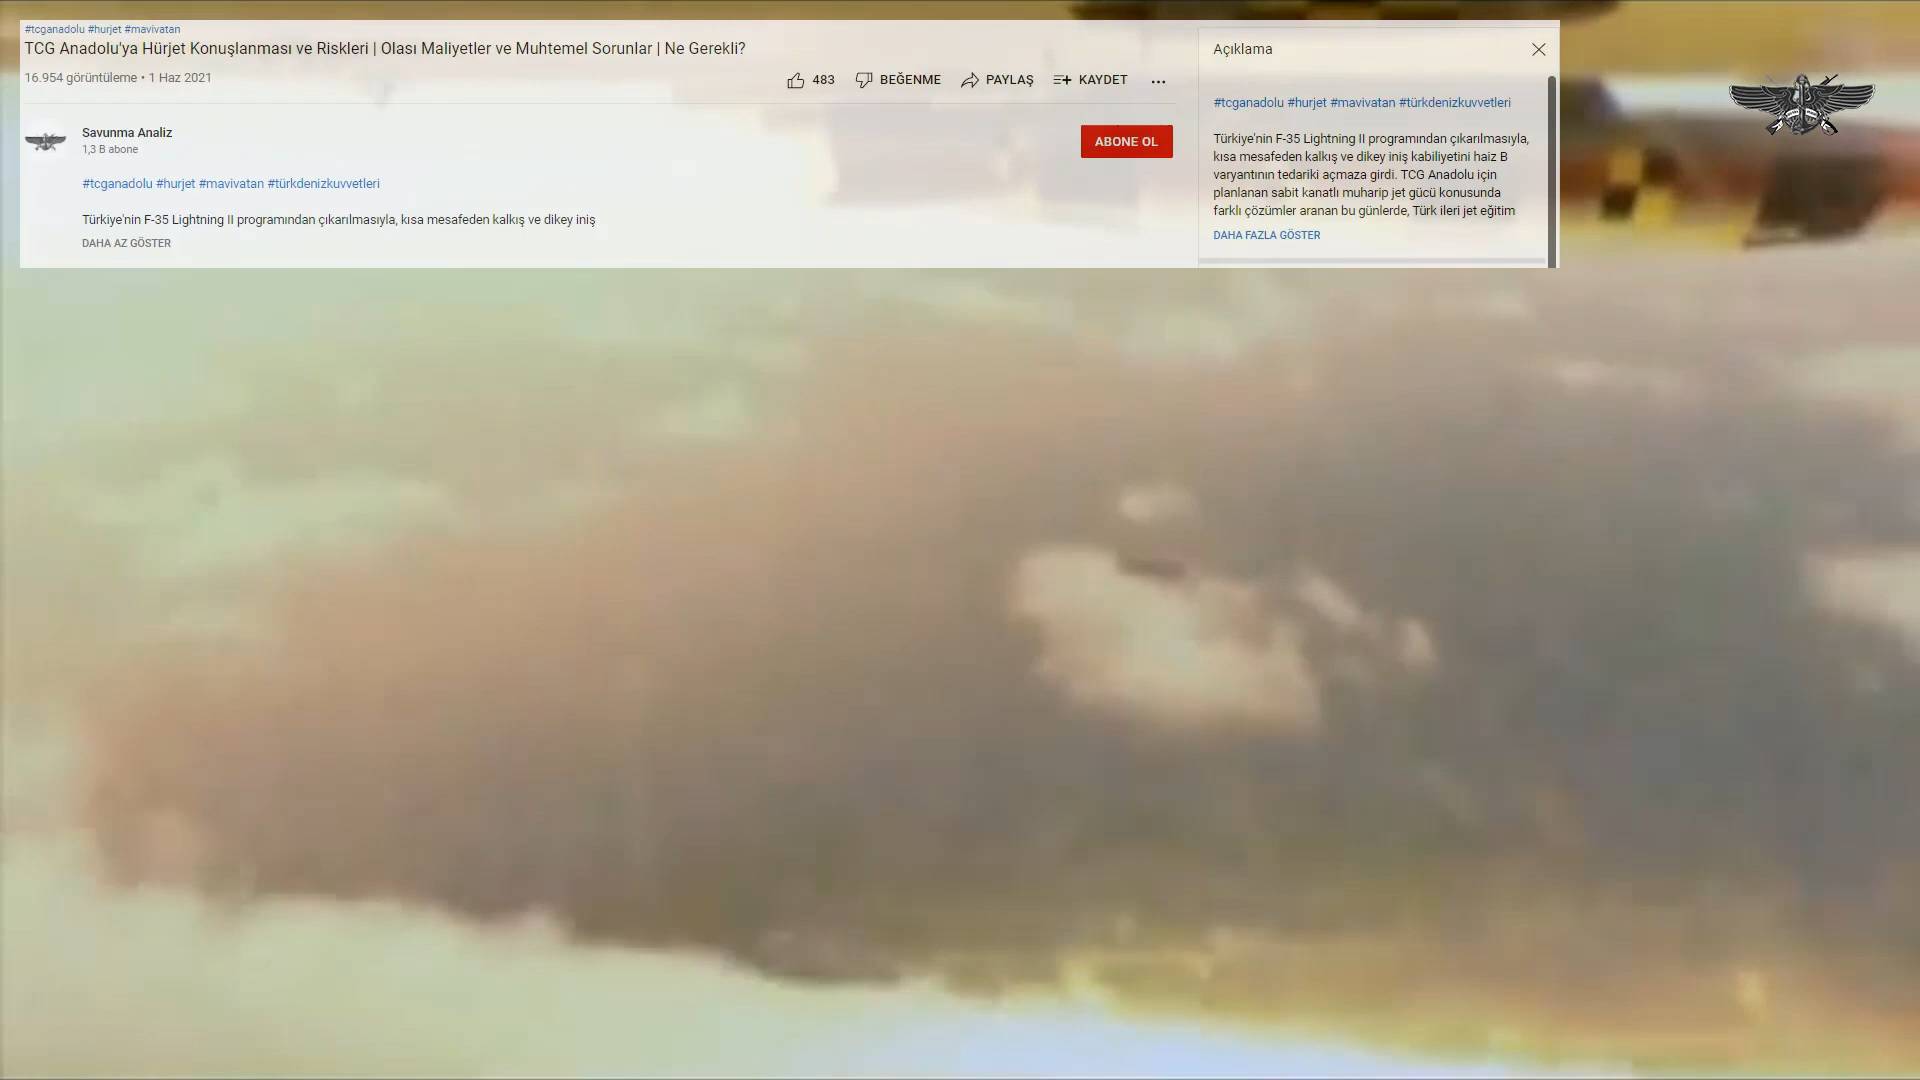 #tcganadolu #hurjet #mavivatan
TCG Anadolu'ya Hürjet Konuşlanması ve Riskleri | Olası Maliyetler ve Muhtemel Sorunlar | Ne Gerekli?
16.954 görüntüleme • 1 Haz 2021
483 BEĞENME PAYLAŞ KAYDET ...
Savunma Analiz
1,3 B abone
ABONE OL
#tcganadolu #hurjet #mavivatan #türkdenizkuvvetleri
Türkiye'nin F-35 Lightning II programından çıkarılmasıyla, kısa mesafeden kalkış ve dikey iniş
DAHA AZ GÖSTER
Açıklama
#tcganadolu #hurjet #mavivatan #türkdenizkuvvetleri
Türkiye'nin F-35 Lightning II programından çıkarılmasıyla,
kısa mesafeden kalkış ve dikey iniş kabiliyetini haiz B
varyantının tedariki açmaza girdi. TCG Anadolu için
planlanan sabit kanatlı muharip jet gücü konusunda
farklı çözümler aranan bu günlerde, Türk ileri jet eğitim
DAHA FAZLA GÖSTER